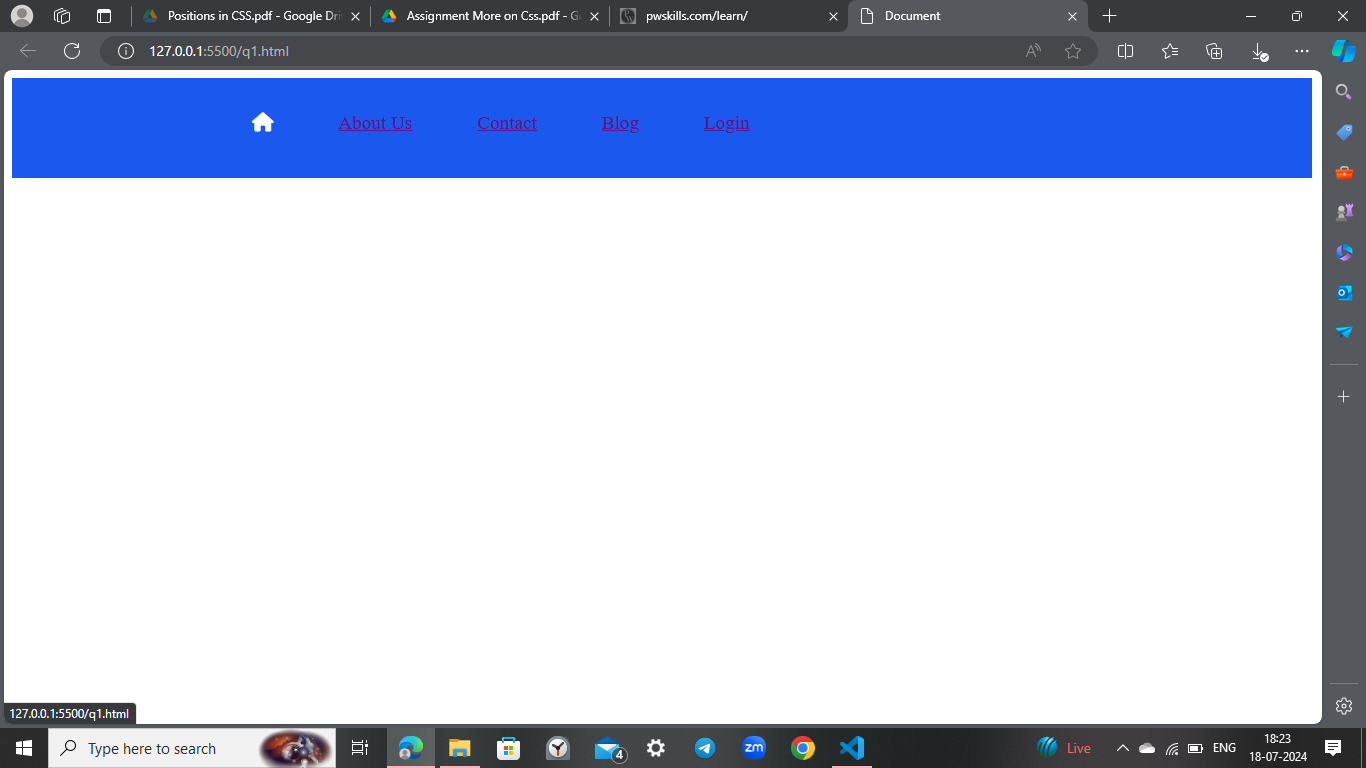 Positions in CSS.pdf - Google Dri
Assignment More on Css.pdf - G
pwskills.com/learn/
Document
127.0.0.1:5500/q1.html
About Us Contact Blog Login
127.0.0.1:5500/q1.html
Type here to search
4
zm
Live
ENG
18:23
18-07-2024